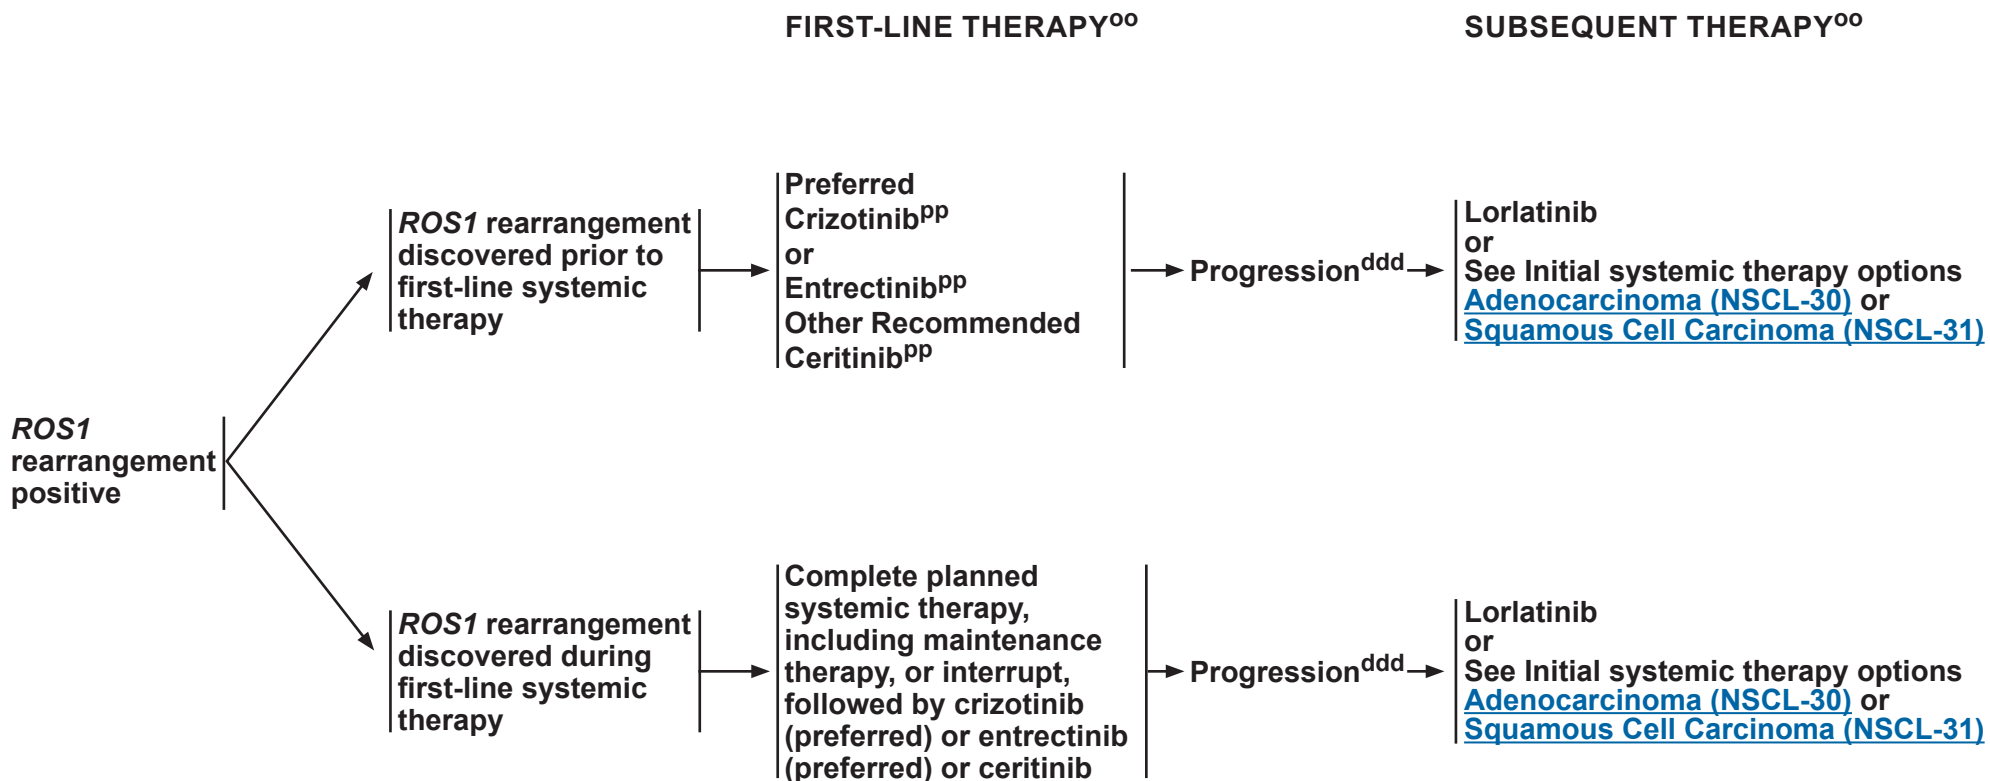 FIRST-LINE THERAPYoo
SUBSEQUENT THERAPYoo
ROS1
rearrangement
positive
ROS1 rearrangement
discovered prior to
first-line systemic
therapy
Preferred
Crizotinibpp
or
Entrectinibpp
Other Recommended
Ceritinibpp
Progressionddd
Lorlatinib
or
See Initial systemic therapy options
Adenocarcinoma (NSCL-30) or
Squamous Cell Carcinoma (NSCL-31)
ROS1 rearrangement
discovered during
first-line systemic
therapy
Complete planned
systemic therapy,
including maintenance
therapy, or interrupt,
followed by crizotinib
(preferred) or entrectinib
(preferred) or ceritinib
Progressionddd
Lorlatinib
or
See Initial systemic therapy options
Adenocarcinoma (NSCL-30) or
Squamous Cell Carcinoma (NSCL-31)